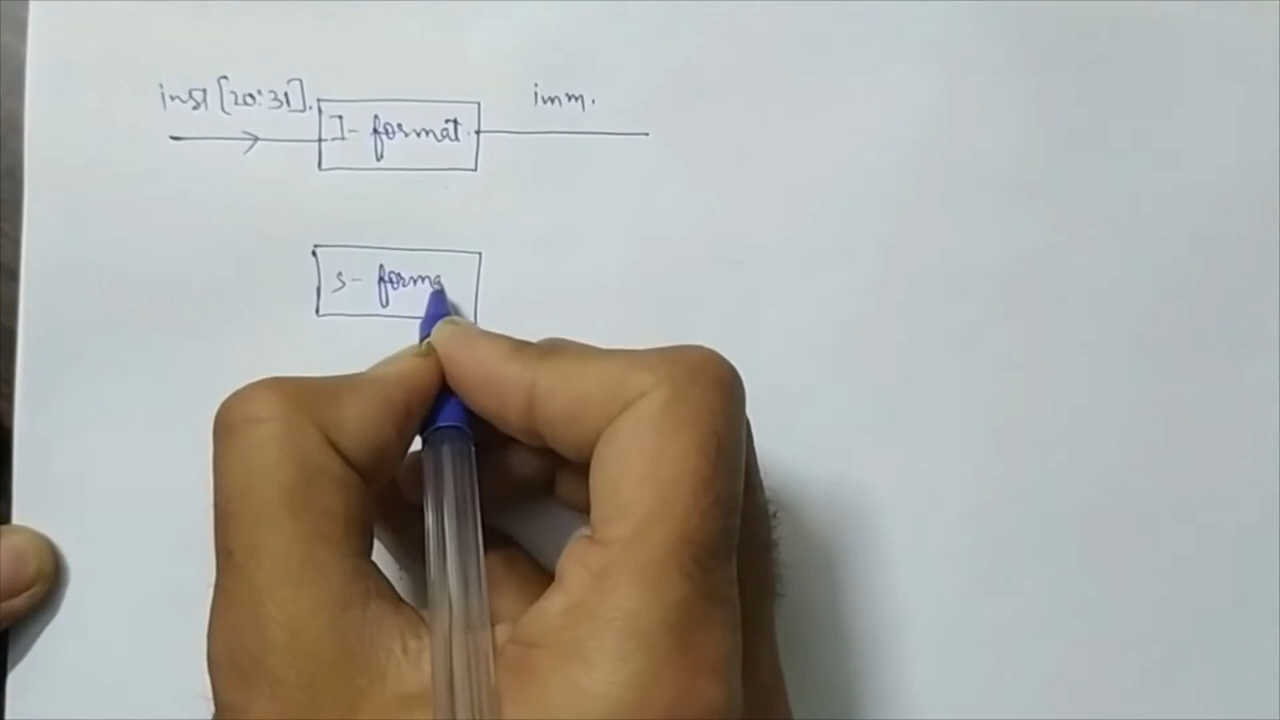 inst [20:31].
I- format.
imm.
S- forma